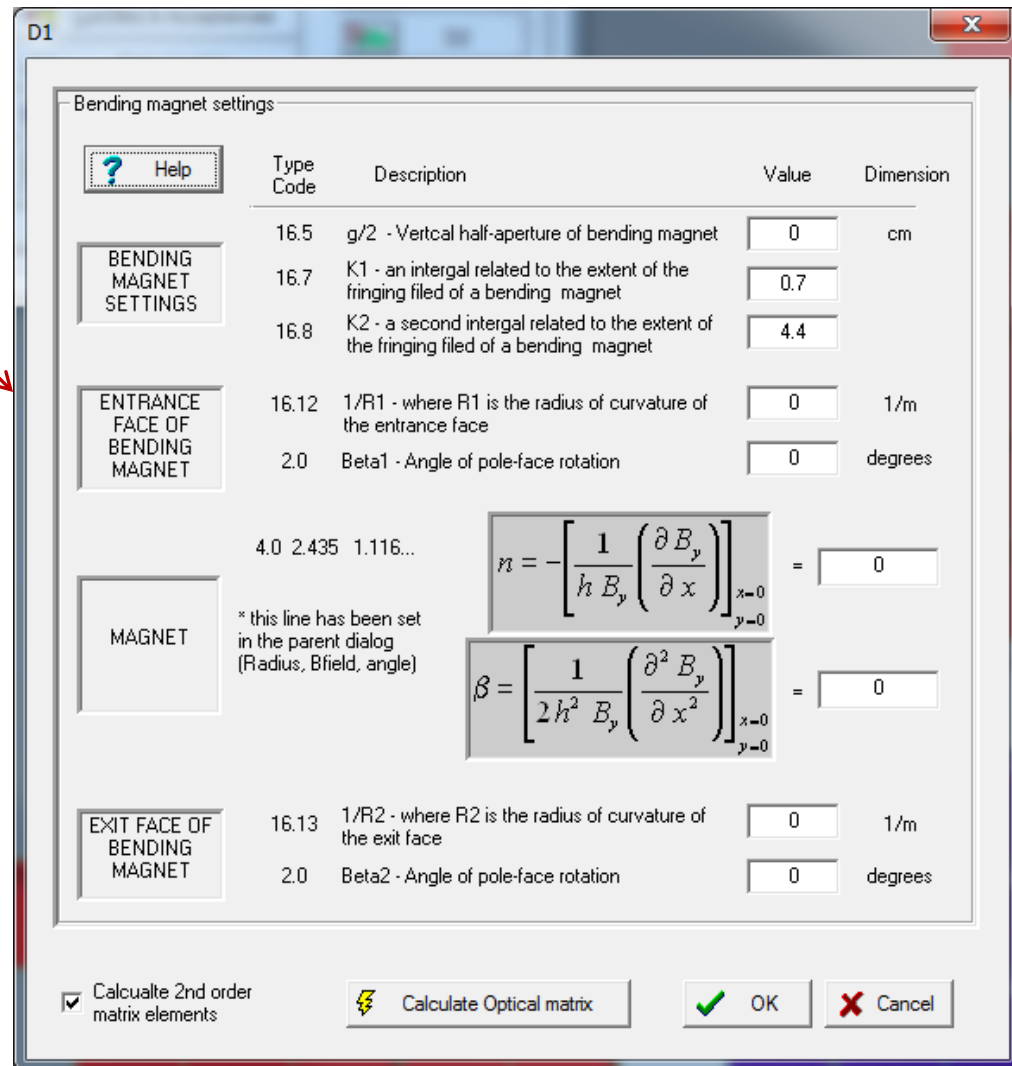 D1
Bending magnet settings
? Help
Type Code Description Value Dimension
BENDING MAGNET SETTINGS
16.5 g/2 - Vertcal half-aperture of bending magnet 0 cm
16.7 K1 - an intergal related to the extent of the
fringing filed of a bending magnet 0.7
16.8 K2 - a second intergal related to the extent of
the fringing filed of a bending magnet 4.4
ENTRANCE FACE OF BENDING MAGNET
16.12 1/R1 - where R1 is the radius of curvature of
the entrance face 0 1/m
2.0 Beta1 - Angle of pole-face rotation 0 degrees
MAGNET
4.0 2.435 1.116...
* this line has been set
in the parent dialog
(Radius, Bfield, angle)
n = -[ 1 / (h B_y) (∂ B_y / ∂ x) ] x=0 y=0 = 0
β = [ 1 / (2 h² B_y) (∂² B_y / ∂ x²) ] x=0 y=0 = 0
EXIT FACE OF BENDING MAGNET
16.13 1/R2 - where R2 is the radius of curvature of
the exit face 0 1/m
2.0 Beta2 - Angle of pole-face rotation 0 degrees
Calcualte 2nd order
matrix elements
Calculate Optical matrix
OK
Cancel